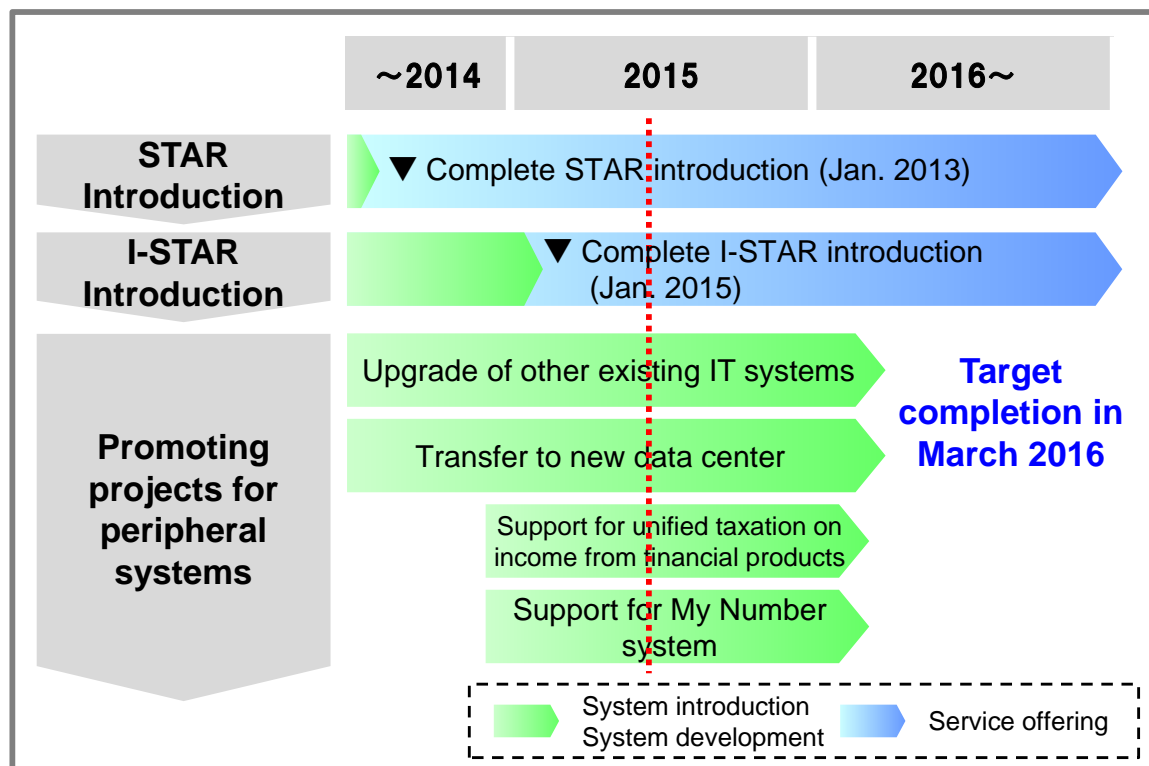 ～2014
2015
2016～
STAR
Introduction
▼ Complete STAR introduction (Jan. 2013)
I-STAR
Introduction
▼ Complete I-STAR introduction
(Jan. 2015)
Promoting
projects for
peripheral
systems
Upgrade of other existing IT systems
Transfer to new data center
Support for unified taxation on
income from financial products
Support for My Number
system
Target
completion in
March 2016
System introduction
System development
Service offering